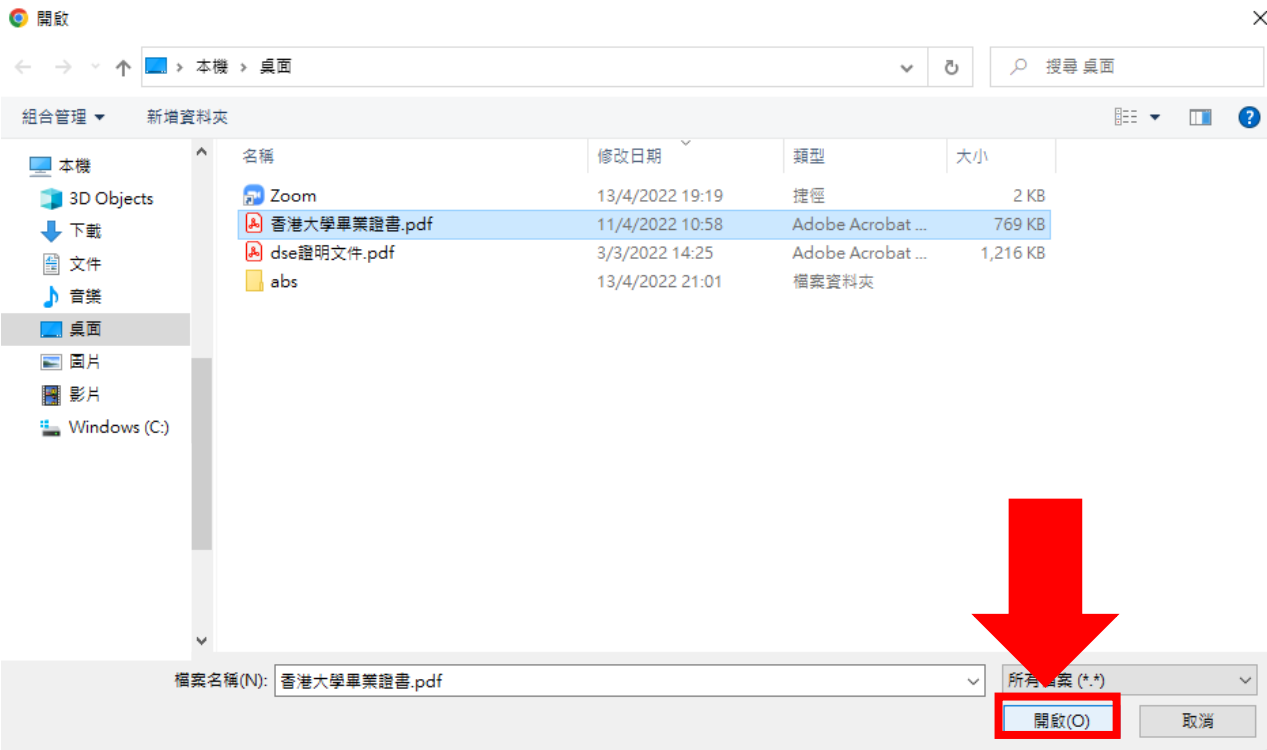 開啟
本機 > 桌面
搜尋 桌面
組合管理 新增資料夾
名稱 修改日期 類型 大小
Zoom 13/4/2022 19:19 捷徑 2 KB
香港大學畢業證書.pdf 11/4/2022 10:58 Adobe Acrobat ... 769 KB
dse證明文件.pdf 3/3/2022 14:25 Adobe Acrobat ... 1,216 KB
abs 13/4/2022 21:01 檔案資料夾
本機
3D Objects
下載
文件
音樂
桌面
圖片
影片
Windows (C:)
檔案名稱(N): 香港大學畢業證書.pdf
所有 案 (*.*)
開啟(O) 取消